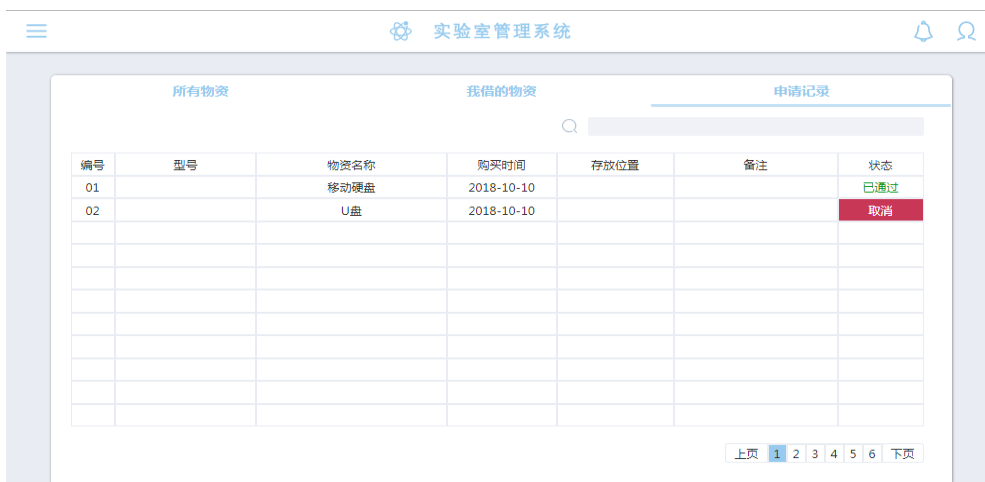 实验室管理系统
所有物资 我借的物资 申请记录
编号 型号 物资名称 购买时间 存放位置 备注 状态
01 移动硬盘 2018-10-10 已通过
02 U盘 2018-10-10 取消
上页 1 2 3 4 5 6 下页